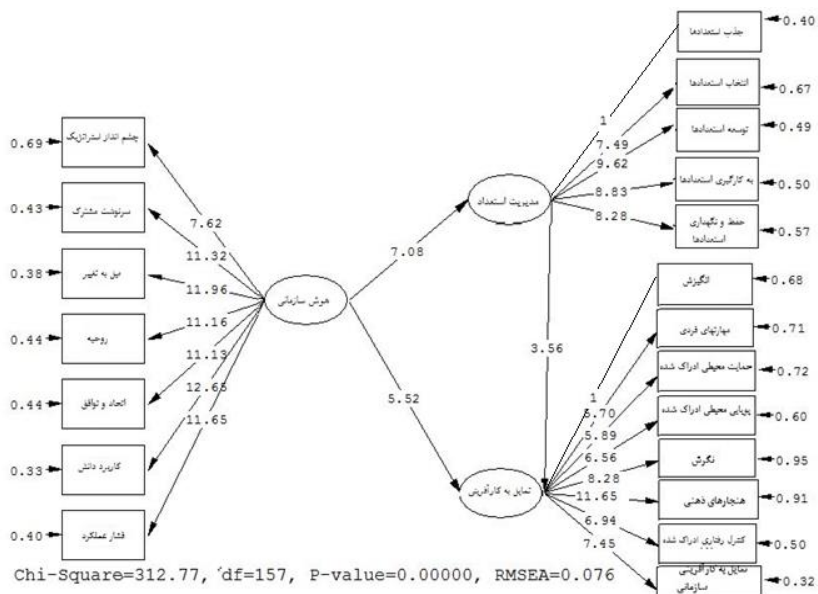 جذب استعدادها
0.40
انتخاب استعدادها
0.67
توسعه استعدادها
0.49
به کارگیری استعدادها
0.50
حفظ و نگهداری
استعدادها
0.57
1
7.49
9.62
8.83
8.28
مدیریت استعداد
0.69
چشم انداز استراتژیک
0.43
سرنوشت مشترک
0.38
میل به تغییر
0.44
روحیه
0.44
اتحاد و توافق
0.33
کاربرد دانش
0.40
فشار عملکرد
7.62
11.32
11.96
11.16
11.13
12.65
11.65
هوش سازمانی
7.08
5.52
3.56
تمایل به کارآفرینی
انگیزش
0.68
مهارتهای فردی
0.71
حمایت محیطی ادراک شده
0.72
پویایی محیطی ادراک شده
0.60
نگرش
0.95
هنجارهای ذهنی
0.91
کنترل رفتاری ادراک شده
0.50
تمایل به کارآفرینی
سازمانی
0.32
1
5.89
6.56
8.28
11.65
6.94
7.45
Chi-Square=312.77, df=157, P-value=0.00000, RMSEA=0.076